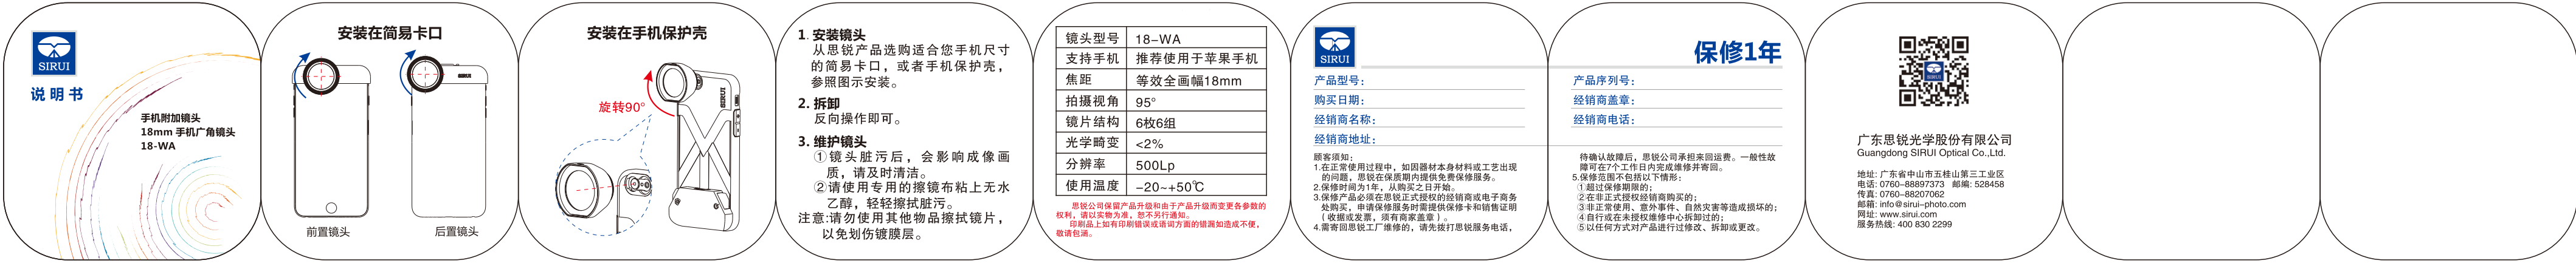 SIRUI
说明书
手机附加镜头
18mm 手机广角镜头
18-WA
安装在简易卡口
SIRUI
前置镜头
后置镜头
安装在手机保护壳
旋转90°
SIRUI
1. 安装镜头
从思锐产品选购适合您手机尺寸
的简易卡口，或者手机保护壳，
参照图示安装。
2. 拆卸
反向操作即可。
3. 维护镜头
①镜头脏污后，会影响成像画
质，请及时清洁。
②请使用专用的擦镜布粘上无水
乙醇，轻轻擦拭脏污。
注意:请勿使用其他物品擦拭镜片，
以免划伤镀膜层。
镜头型号 18-WA
支持手机 推荐使用于苹果手机
焦距 等效全画幅18mm
拍摄视角 95°
镜片结构 6枚6组
光学畸变 <2%
分辨率 500Lp
使用温度 -20~+50℃
思锐公司保留产品升级和由于产品升级而变更各参数的
权利，请以实物为准，恕不另行通知。
印刷品上如有印刷错误或语词方面的错漏如造成不便，
敬请包涵。
SIRUI
产品型号：
购买日期：
经销商名称：
经销商地址：
顾客须知：
1.在正常使用过程中，如因器材本身材料或工艺出现
的问题，思锐在保质期内提供免费保修服务。
2.保修时间为1年，从购买之日开始。
3.保修产品必须在思锐正式授权的经销商或电子商务
处购买，申请保修服务时需提供保修卡和销售证明
（收据或发票，须有商家盖章）。
4.需寄回思锐工厂维修的，请先拨打思锐服务电话，
保修1年
产品序列号：
经销商盖章：
经销商电话：
待确认故障后，思锐公司承担来回运费。一般性故
障可在7个工作日内完成维修并寄回。
5.保修范围不包括以下情形：
①超过保修期限的；
②在非正式授权经销商购买的；
③非正常使用、意外事件、自然灾害等造成损坏的；
④自行或在未授权维修中心拆卸过的；
⑤以任何方式对产品进行过修改、拆卸或更改。
SIRUI
广东思锐光学股份有限公司
Guangdong SIRUI Optical Co.,Ltd.
地址: 广东省中山市五桂山第三工业区
电话: 0760-88897373 邮编: 528458
传真: 0760-88207062
邮箱: info@sirui-photo.com
网址: www.sirui.com
服务热线: 400 830 2299